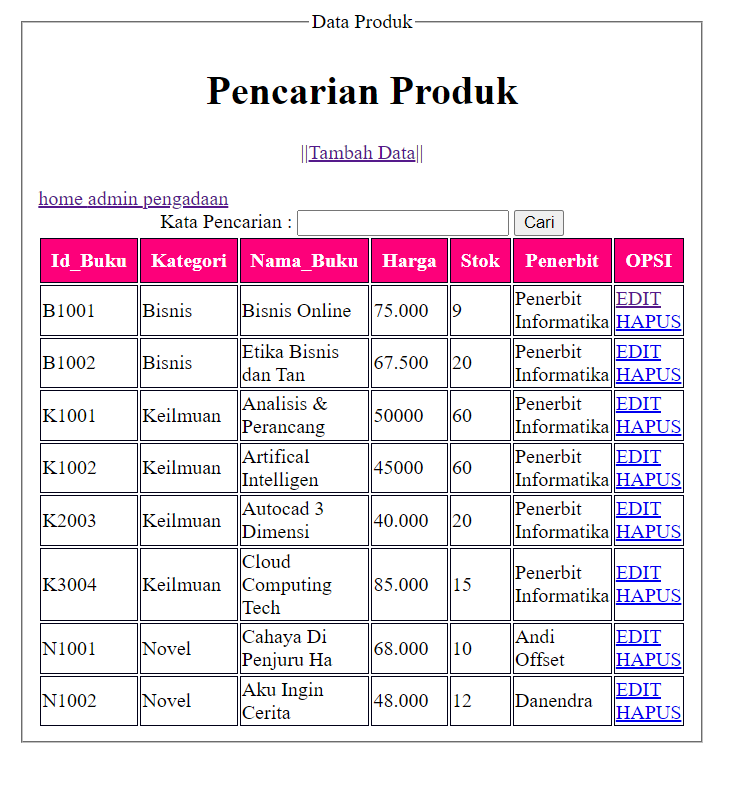 Data Produk
Pencarian Produk
||Tambah Data||
home admin pengadaan
Kata Pencarian : Cari
Id_Buku Kategori Nama_Buku Harga Stok Penerbit OPSI
B1001 Bisnis Bisnis Online 75.000 9 Penerbit Informatika EDIT HAPUS
B1002 Bisnis Etika Bisnis dan Tan 67.500 20 Penerbit Informatika EDIT HAPUS
K1001 Keilmuan Analisis & Perancang 50000 60 Penerbit Informatika EDIT HAPUS
K1002 Keilmuan Artifical Intelligen 45000 60 Penerbit Informatika EDIT HAPUS
K2003 Keilmuan Autocad 3 Dimensi 40.000 20 Penerbit Informatika EDIT HAPUS
K3004 Keilmuan Cloud Computing Tech 85.000 15 Penerbit Informatika EDIT HAPUS
N1001 Novel Cahaya Di Penjuru Ha 68.000 10 Andi Offset EDIT HAPUS
N1002 Novel Aku Ingin Cerita 48.000 12 Danendra EDIT HAPUS